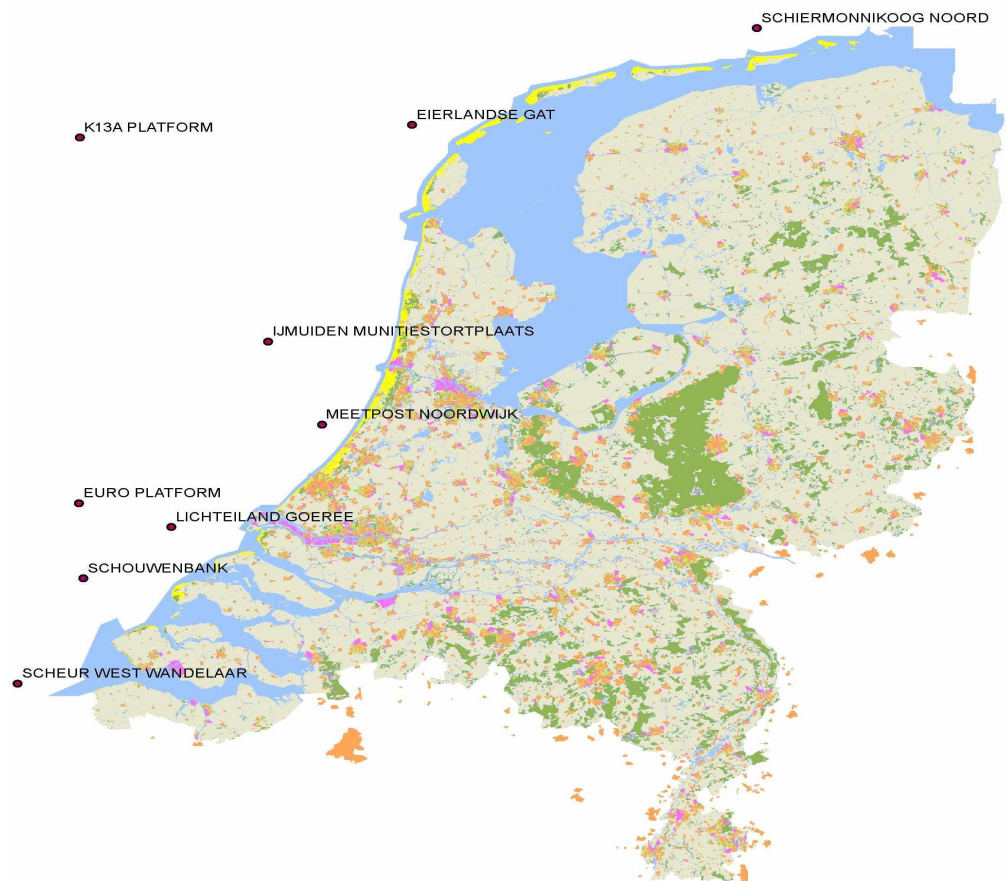 SCHIERMONNIKOOG NOORD
EIERLANDSE GAT
K13A PLATFORM
IJMUIDEN MUNITIESTORTPLAATS
MEETPOST NOORDWIJK
EURO PLATFORM
LICHTEILAND GOEREE
SCHOUWENBANK
SCHEUR WEST WANDELAAR